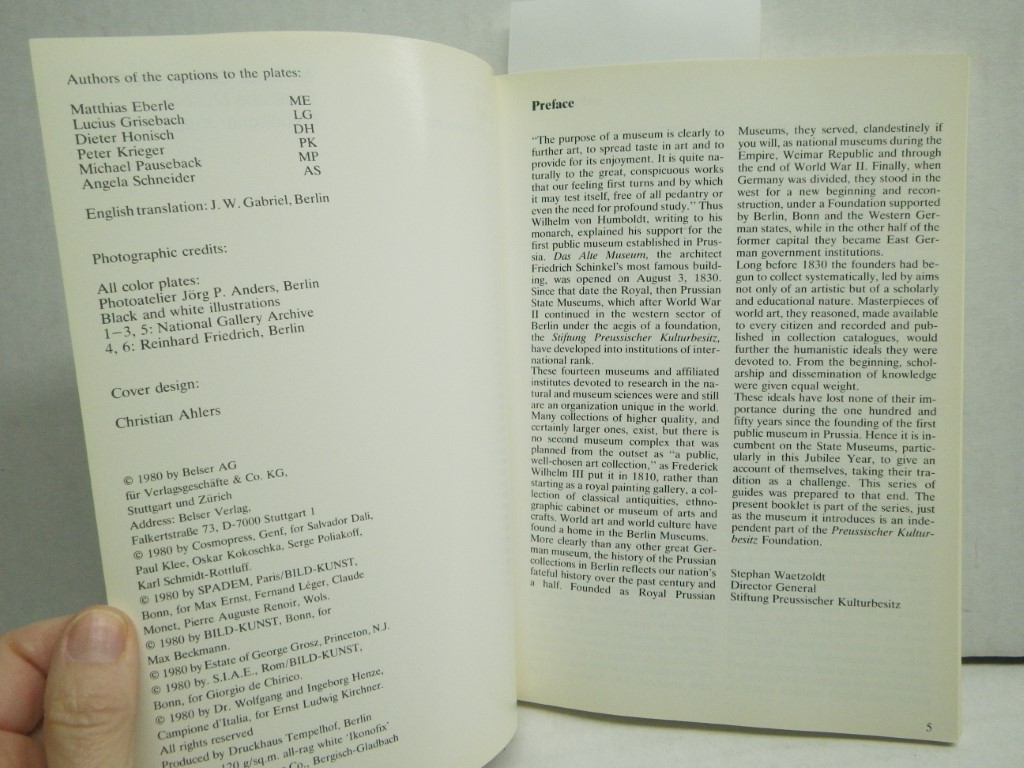 Authors of the captions to the plates:
Matthias Eberle ME
Lucius Grisebach LG
Dieter Honisch DH
Peter Krieger PK
Michael Pauseback MP
Angela Schneider AS
English translation: J. W. Gabriel, Berlin
Photographic credits:
All color plates:
Photoatelier Jörg P. Anders, Berlin
Black and white illustrations
1–3, 5: National Gallery Archive
4, 6: Reinhard Friedrich, Berlin
Cover design:
Christian Ahlers
© 1980 by Belser AG
für Verlagsgeschäfte & Co. KG,
Stuttgart und Zürich
Address: Belser Verlag,
Falkertstraße 73, D-7000 Stuttgart 1
© 1980 by Cosmopress, Genf, for Salvador Dali,
Paul Klee, Oskar Kokoschka, Serge Poliakoff,
Karl Schmidt-Rottluff.
© 1980 by SPADEM, Paris/BILD-KUNST,
Bonn, for Max Ernst, Fernand Léger, Claude
Monet, Pierre Auguste Renoir, Wols.
© 1980 by BILD-KUNST, Bonn, for
Max Beckmann.
© 1980 by Estate of George Grosz, Princeton, N.J.
© 1980 by. S.I.A.E., Rom/BILD-KUNST,
Bonn, for Giorgio de Chirico.
© 1980 by Dr. Wolfgang and Ingeborg Henze,
Campione d'Italia, for Ernst Ludwig Kirchner.
All rights reserved
Produced by Druckhaus Tempelhof, Berlin
120 g/sq.m. all-rag white 'Ikonofix'
Co., Bergisch-Gladbach
Preface
"The purpose of a museum is clearly to
further art, to spread taste in art and to
provide for its enjoyment. It is quite na-
turally to the great, conspicuous works
that our feeling first turns and by which
it may test itself, free of all pedantry or
even the need for profound study." Thus
Wilhelm von Humboldt, writing to his
monarch, explained his support for the
first public museum established in Prus-
sia. Das Alte Museum, the architect
Friedrich Schinkel's most famous build-
ing, was opened on August 3, 1830.
Since that date the Royal, then Prussian
State Museums, which after World War
II continued in the western sector of
Berlin under the aegis of a foundation,
the Stiftung Preussischer Kulturbesitz,
have developed into institutions of inter-
national rank.
These fourteen museums and affiliated
institutes devoted to research in the na-
tural and museum sciences were and still
are an organization unique in the world.
Many collections of higher quality, and
certainly larger ones, exist, but there is
no second museum complex that was
planned from the outset as "a public,
well-chosen art collection," as Frederick
Wilhelm III put it in 1810, rather than
starting as a royal painting gallery, a col-
lection of classical antiquities, ethno-
graphic cabinet or museum of arts and
crafts. World art and world culture have
found a home in the Berlin Museums.
More clearly than any other great Ger-
man museum, the history of the Prussian
collections in Berlin reflects our nation's
fateful history over the past century and
a half. Founded as Royal Prussian
Museums, they served, clandestinely if
you will, as national museums during the
Empire, Weimar Republic and through
the end of World War II. Finally, when
Germany was divided, they stood in the
west for a new beginning and recon-
struction, under a Foundation supported
by Berlin, Bonn and the Western Ger-
man states, while in the other half of the
former capital they became East Ger-
man government institutions.
Long before 1830 the founders had be-
gun to collect systematically, led by aims
not only of an artistic but of a scholarly
and educational nature. Masterpieces of
world art, they reasoned, made available
to every citizen and recorded and pub-
lished in collection catalogues, would
further the humanistic ideals they were
devoted to. From the beginning, schol-
arship and dissemination of knowledge
were given equal weight.
These ideals have lost none of their im-
portance during the one hundred and
fifty years since the founding of the first
public museum in Prussia. Hence it is in-
cumbent on the State Museums, partic-
ularly in this Jubilee Year, to give an
account of themselves, taking their tra-
dition as a challenge. This series of
guides was prepared to that end. The
present booklet is part of the series, just
as the museum it introduces is an inde-
pendent part of the Preussischer Kultur-
besitz Foundation.
Stephan Waetzoldt
Director General
Stiftung Preussischer Kulturbesitz
5